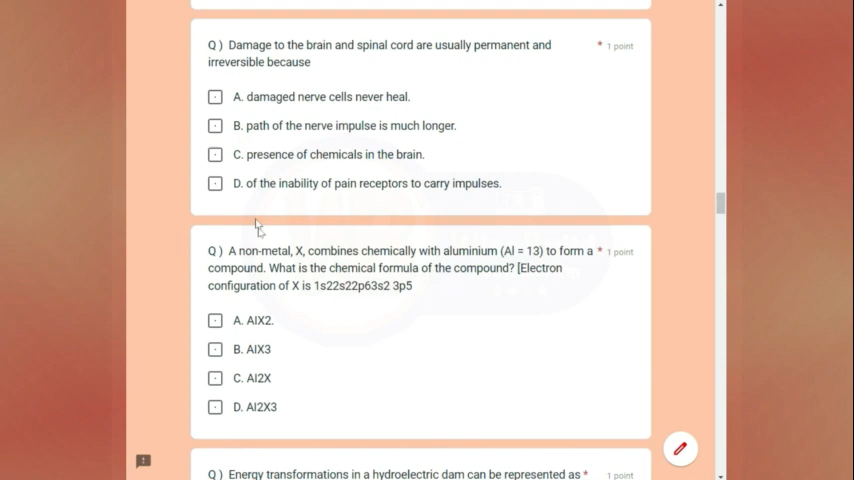 Q ) Damage to the brain and spinal cord are usually permanent and * 1 point
irreversible because
A. damaged nerve cells never heal.
B. path of the nerve impulse is much longer.
C. presence of chemicals in the brain.
D. of the inability of pain receptors to carry impulses.
Q ) A non-metal, X, combines chemically with aluminium (Al = 13) to form a * 1 point
compound. What is the chemical formula of the compound? [Electron
configuration of X is 1s22s22p63s2 3p5
A. AlX2.
B. AlX3
C. Al2X
D. Al2X3
Q ) Energy transformations in a hydroelectric dam can be represented as * 1 point